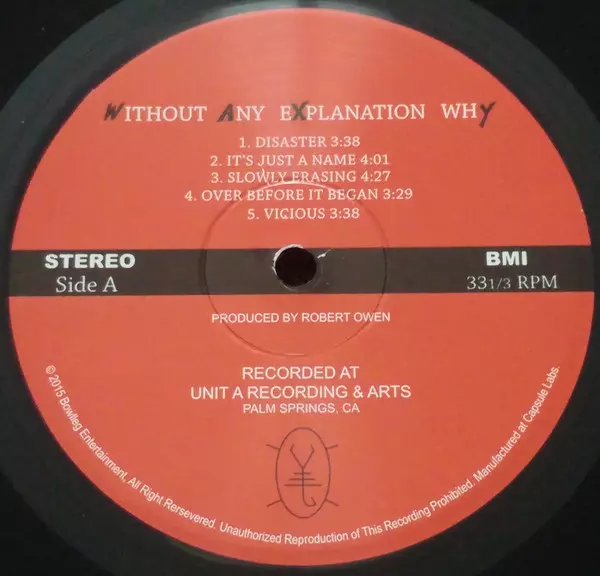 WITHOUT ANY EXPLANATION WHY
1. DISASTER 3:38
2. IT'S JUST A NAME 4:01
3. SLOWLY ERASING 4:27
4. OVER BEFORE IT BEGAN 3:29
5. VICIOUS 3:38
STEREO
Side A
BMI
33 1/3 RPM
PRODUCED BY ROBERT OWEN
RECORDED AT
UNIT A RECORDING & ARTS
PALM SPRINGS, CA
© 2015 Bowlleg Entertainment, All Right Rersevered. Unauthorized Reproduction of This Recording Prohibited. Manufactured at Capsule Labs.